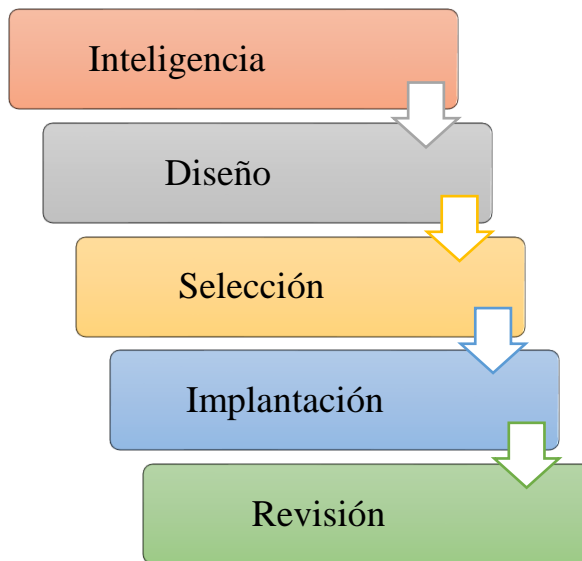 Inteligencia
Diseño
Selección
Implantación
Revisión